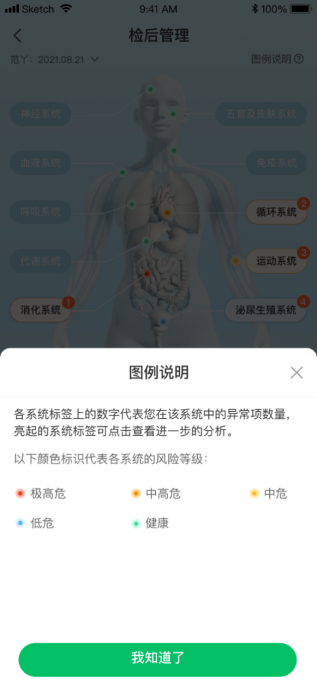 Sketch
9:41 AM
100%
检后管理
范丫：2021.08.21
图例说明
神经系统
五官及皮肤系统
血液系统
免疫系统
呼吸系统
循环系统
2
代谢系统
运动系统
3
消化系统
1
泌尿生殖系统
4
图例说明
各系统标签上的数字代表您在该系统中的异常项数量，
亮起的系统标签可点击查看进一步的分析。
以下颜色标识代表各系统的风险等级：
极高危
中高危
中危
低危
健康
我知道了